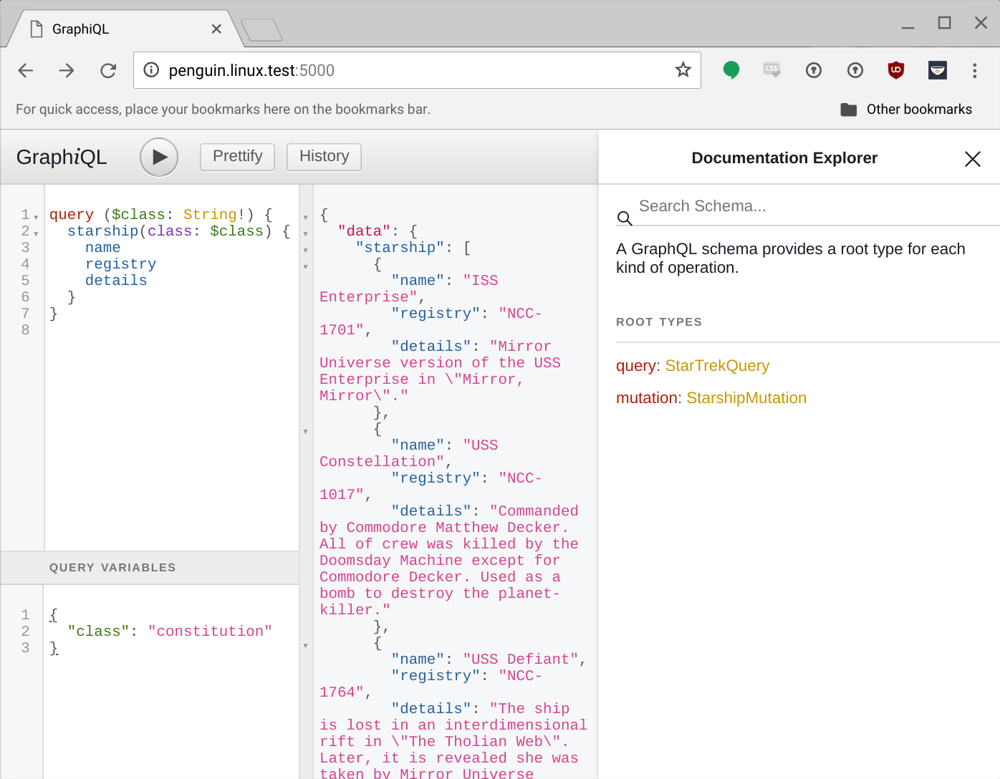 GraphiQL
penguin.linux.test:5000
CSS
UO
For quick access, place your bookmarks here on the bookmarks bar.
Other bookmarks
GraphiQL
Prettify
History
1 query ($class: String!) {
2   starship(class: $class) {
3     name
4     registry
5     details
6   }
7 }
8
QUERY VARIABLES
1 {
2   "class": "constitution"
3 }
{
  "data": {
    "starship": [
      {
        "name": "ISS
Enterprise",
        "registry": "NCC-
1701",
        "details": "Mirror
Universe version of the USS
Enterprise in \"Mirror,
Mirror\"."
      },
      {
        "name": "USS
Constellation",
        "registry": "NCC-
1017",
        "details": "Commanded
by Commodore Matthew Decker.
All of crew was killed by the
Doomsday Machine except for
Commodore Decker. Used as a
bomb to destroy the planet-
killer."
      },
      {
        "name": "USS Defiant",
        "registry": "NCC-
1764",
        "details": "The ship
is lost in an interdimensional
rift in \"The Tholian Web\".
Later, it is revealed she was
taken by Mirror Universe
Documentation Explorer
Search Schema...
A GraphQL schema provides a root type for each
kind of operation.
ROOT TYPES
query: StarTrekQuery
mutation: StarshipMutation